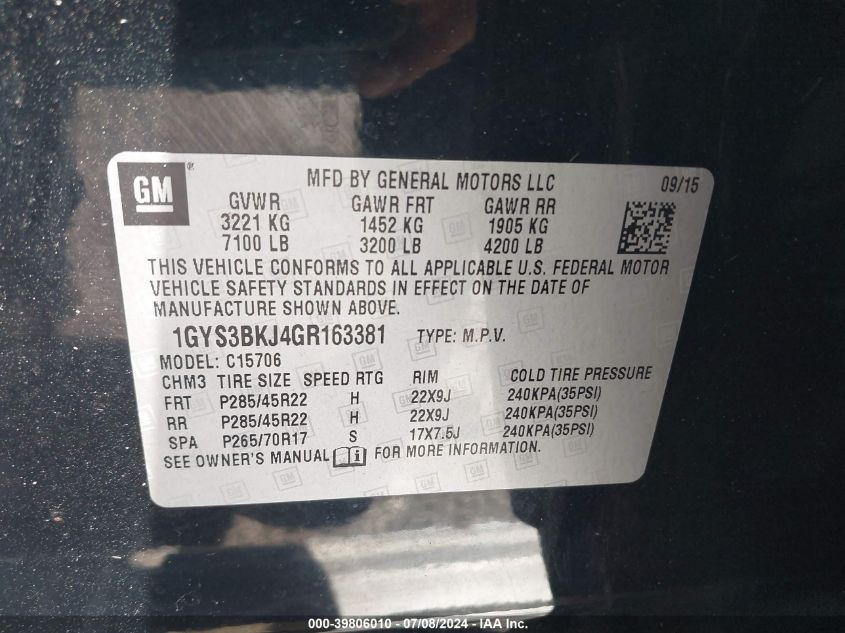 GM ®
MFD BY GENERAL MOTORS LLC 09/15
GVWR GAWR FRT GAWR RR
3221 KG 1452 KG 1905 KG
7100 LB 3200 LB 4200 LB
THIS VEHICLE CONFORMS TO ALL APPLICABLE U.S. FEDERAL MOTOR
VEHICLE SAFETY STANDARDS IN EFFECT ON THE DATE OF
MANUFACTURE SHOWN ABOVE.
1GYS3BKJ4GR163381 TYPE: M.P.V.
MODEL: C15706
CHM3 TIRE SIZE SPEED RTG RIM COLD TIRE PRESSURE
FRT P285/45R22 H 22X9J 240KPA(35PSI)
RR P285/45R22 H 22X9J 240KPA(35PSI)
SPA P265/70R17 S 17X7.5J 240KPA(35PSI)
SEE OWNER'S MANUAL FOR MORE INFORMATION.
000-39806010 - 07/08/2024 - IAAI.com